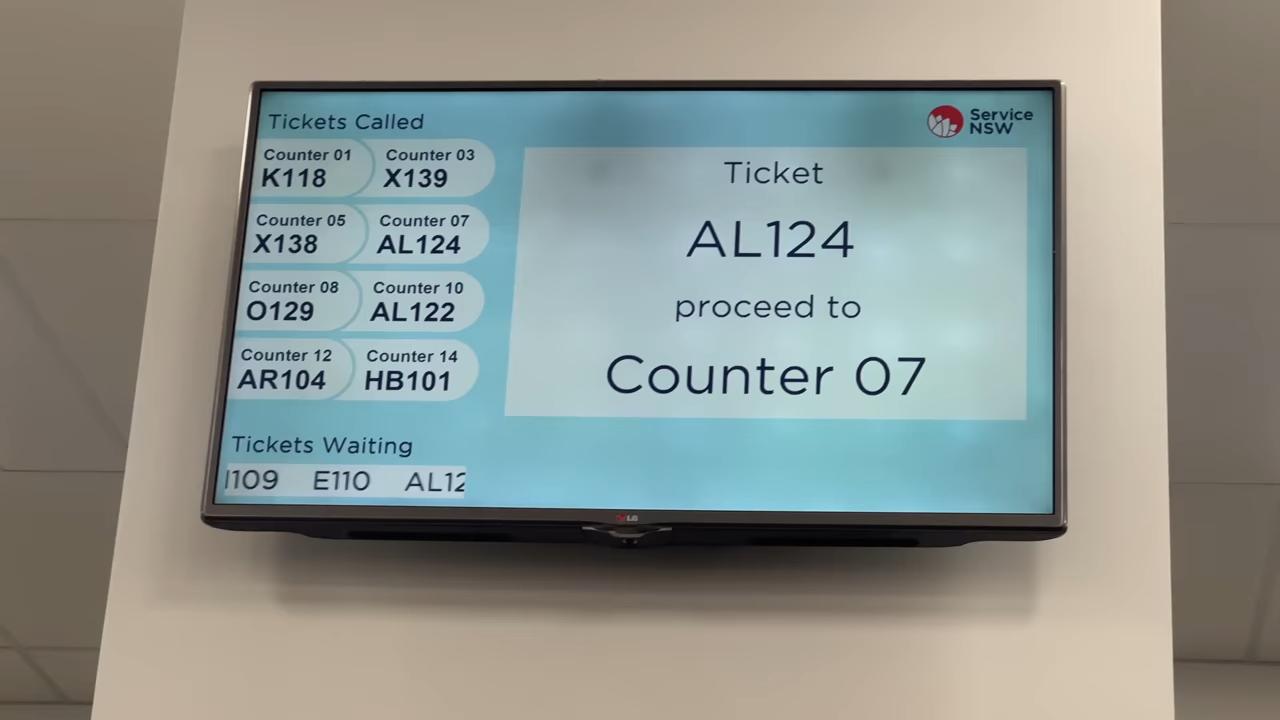 Tickets Called
Counter 01 Counter 03
K118 X139
Counter 05 Counter 07
X138 AL124
Counter 08 Counter 10
O129 AL122
Counter 12 Counter 14
AR104 HB101
Tickets Waiting
109 E110 AL12
Service
NSW
Ticket
AL124
proceed to
Counter 07
LG